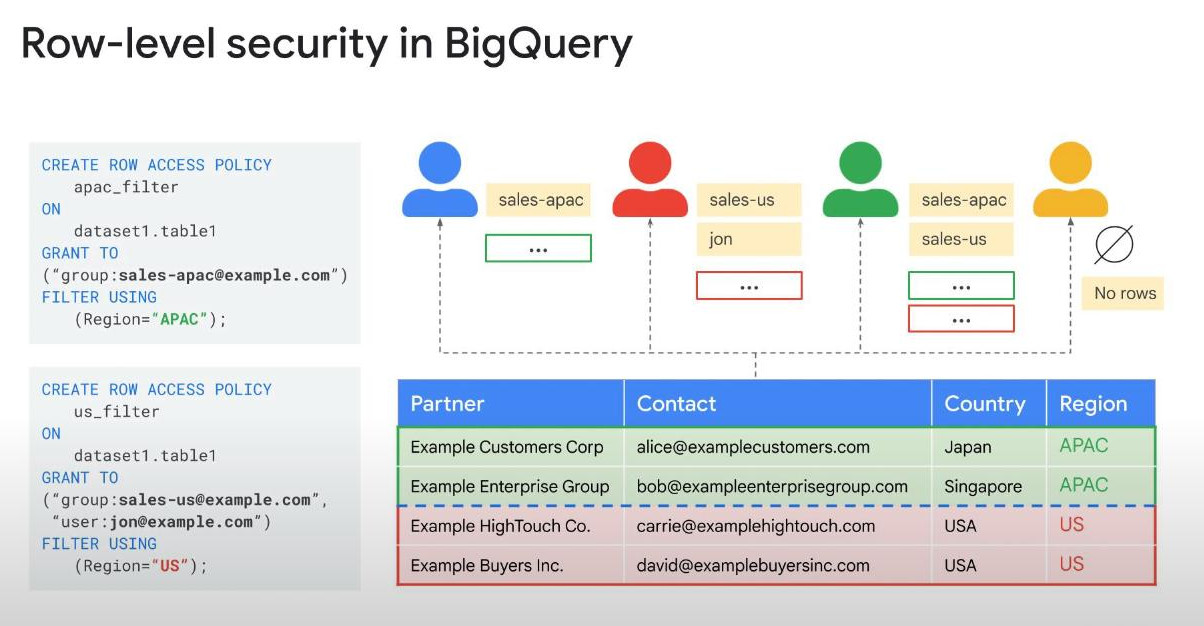 Row-level security in BigQuery
CREATE ROW ACCESS POLICY
apac_filter
ON
dataset1.table1
GRANT TO
(“group:sales-apac@example.com”)
FILTER USING
(Region=“APAC”);
CREATE ROW ACCESS POLICY
us_filter
ON
dataset1.table1
GRANT TO
(“group:sales-us@example.com”,
“user:jon@example.com”)
FILTER USING
(Region=“US”);
sales-apac
...
sales-us
jon
...
sales-apac
sales-us
...
...
No rows
Partner Contact Country Region
Example Customers Corp alice@examplecustomers.com Japan APAC
Example Enterprise Group bob@exampleenterprisegroup.com Singapore APAC
Example HighTouch Co. carrie@examplehightouch.com USA US
Example Buyers Inc. david@examplebuyersinc.com USA US